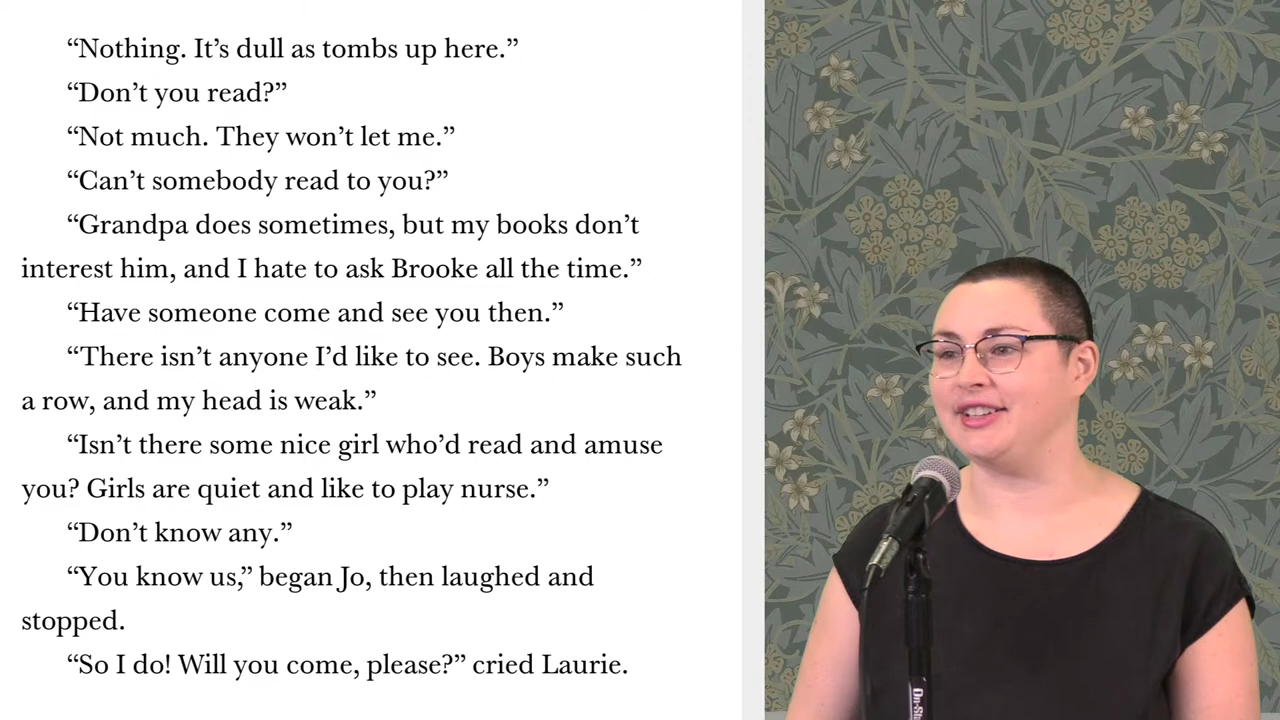 “Nothing. It’s dull as tombs up here.”
“Don’t you read?”
“Not much. They won’t let me.”
“Can’t somebody read to you?”
“Grandpa does sometimes, but my books don’t
interest him, and I hate to ask Brooke all the time.”
“Have someone come and see you then.”
“There isn’t anyone I’d like to see. Boys make such
a row, and my head is weak.”
“Isn’t there some nice girl who’d read and amuse
you? Girls are quiet and like to play nurse.”
“Don’t know any.”
“You know us,” began Jo, then laughed and
stopped.
“So I do! Will you come, please?” cried Laurie.